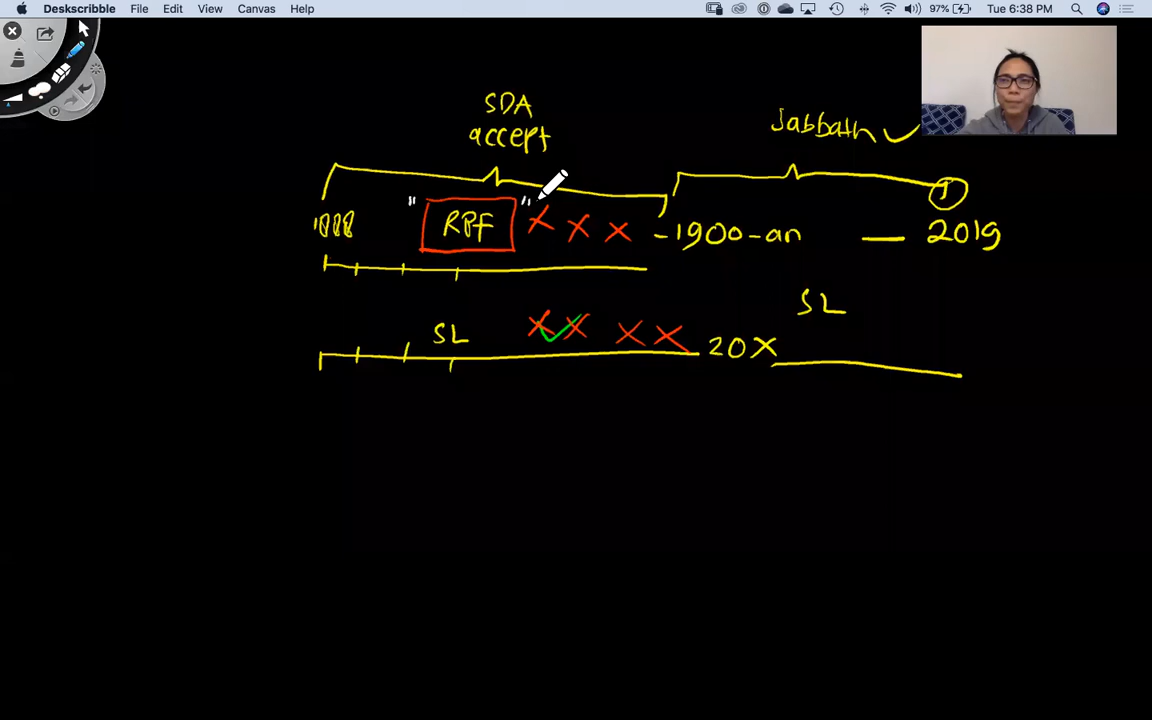 Deskscribble File Edit View Canvas Help 97% Tue 6:38 PM
SDA
accept
Sabbath
1888 " RPF " X X X -1900-an — 2019
1
SL
SL X X X X 20X